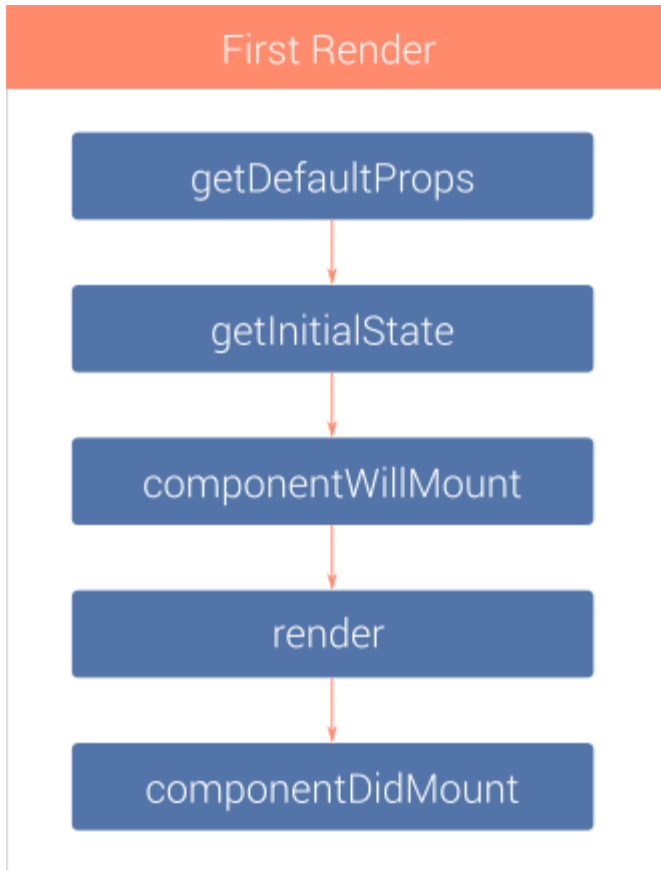 First Render
getDefaultProps
getInitialState
componentWillMount
render
componentDidMount